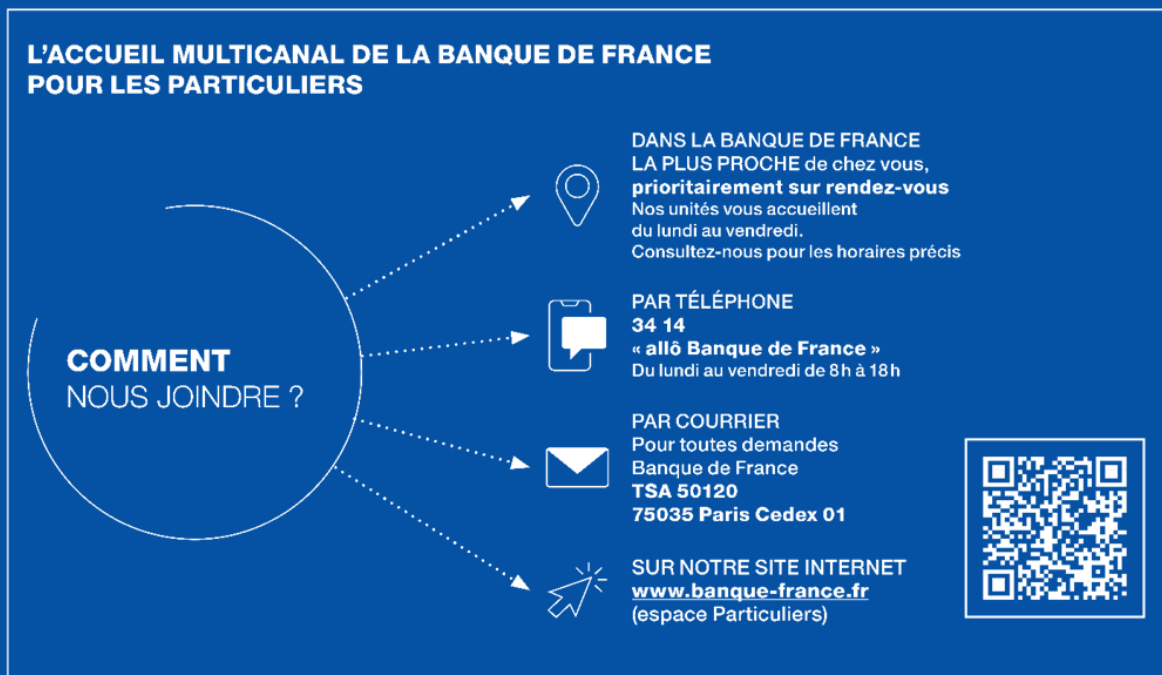 L'ACCUEIL MULTICANAL DE LA BANQUE DE FRANCE
POUR LES PARTICULIERS
COMMENT
NOUS JOINDRE ?
DANS LA BANQUE DE FRANCE
LA PLUS PROCHE de chez vous,
prioritairement sur rendez-vous
Nos unités vous accueillent
du lundi au vendredi.
Consultez-nous pour les horaires précis
PAR TÉLÉPHONE
34 14
« allô Banque de France »
Du lundi au vendredi de 8h à 18h
PAR COURRIER
Pour toutes demandes
Banque de France
TSA 50120
75035 Paris Cedex 01
SUR NOTRE SITE INTERNET
www.banque-france.fr
(espace Particuliers)